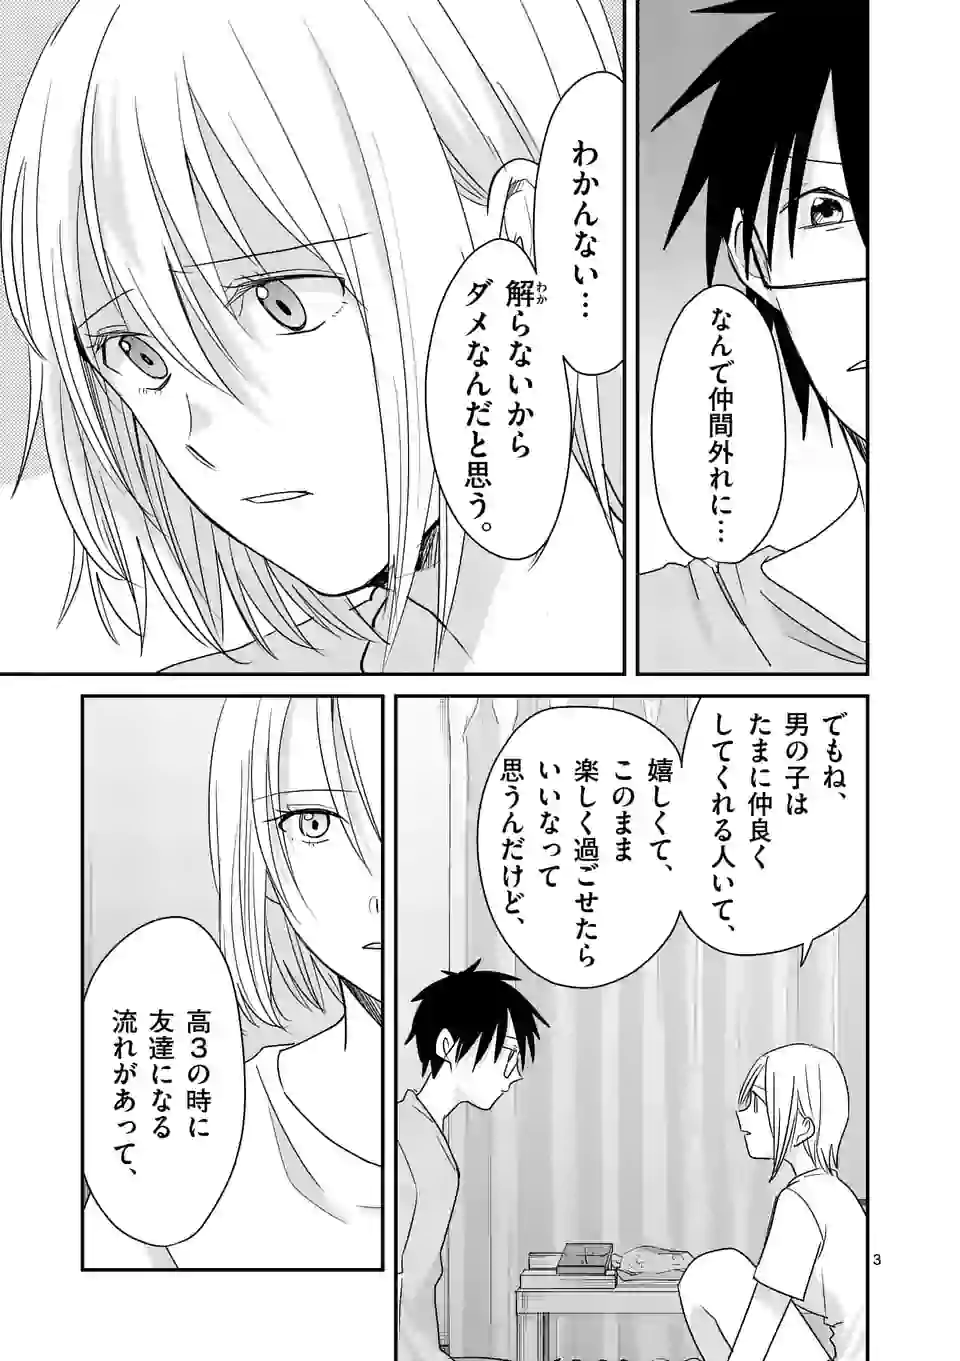 なんで仲間外れに…
わかんない…
解らないから
わか
ダメなんだと思う。
でもね、
男の子は
たまに仲良く
してくれる人いて、
嬉しくて、
このまま
楽しく過ごせたら
いいなって
思うんだけど、
高3の時に
友達になる
流れがあって、
3